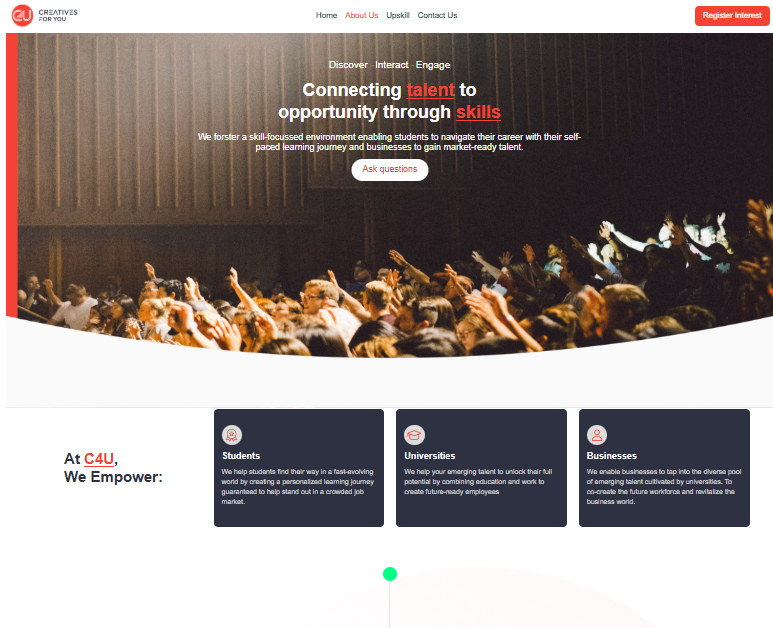 C4U CREATIVES
FOR YOU
Home About Us Upskill Contact Us
Register Interest
Discover · Interact · Engage
Connecting talent to
opportunity through skills
We forster a skill-focussed environment enabling students to navigate their career with their self-
paced learning journey and businesses to gain market-ready talent.
Ask questions
At C4U,
We Empower:
Students
We help students find their way in a fast-evolving
world by creating a personalized learning journey
guaranteed to help stand out in a crowded job
market.
Universities
We help your emerging talent to unlock their full
potential by combining education and work to
create future-ready employees
Businesses
We enable businesses to tap into the diverse pool
of emerging talent cultivated by universities. To
co-create the future workforce and revitalize the
business world.